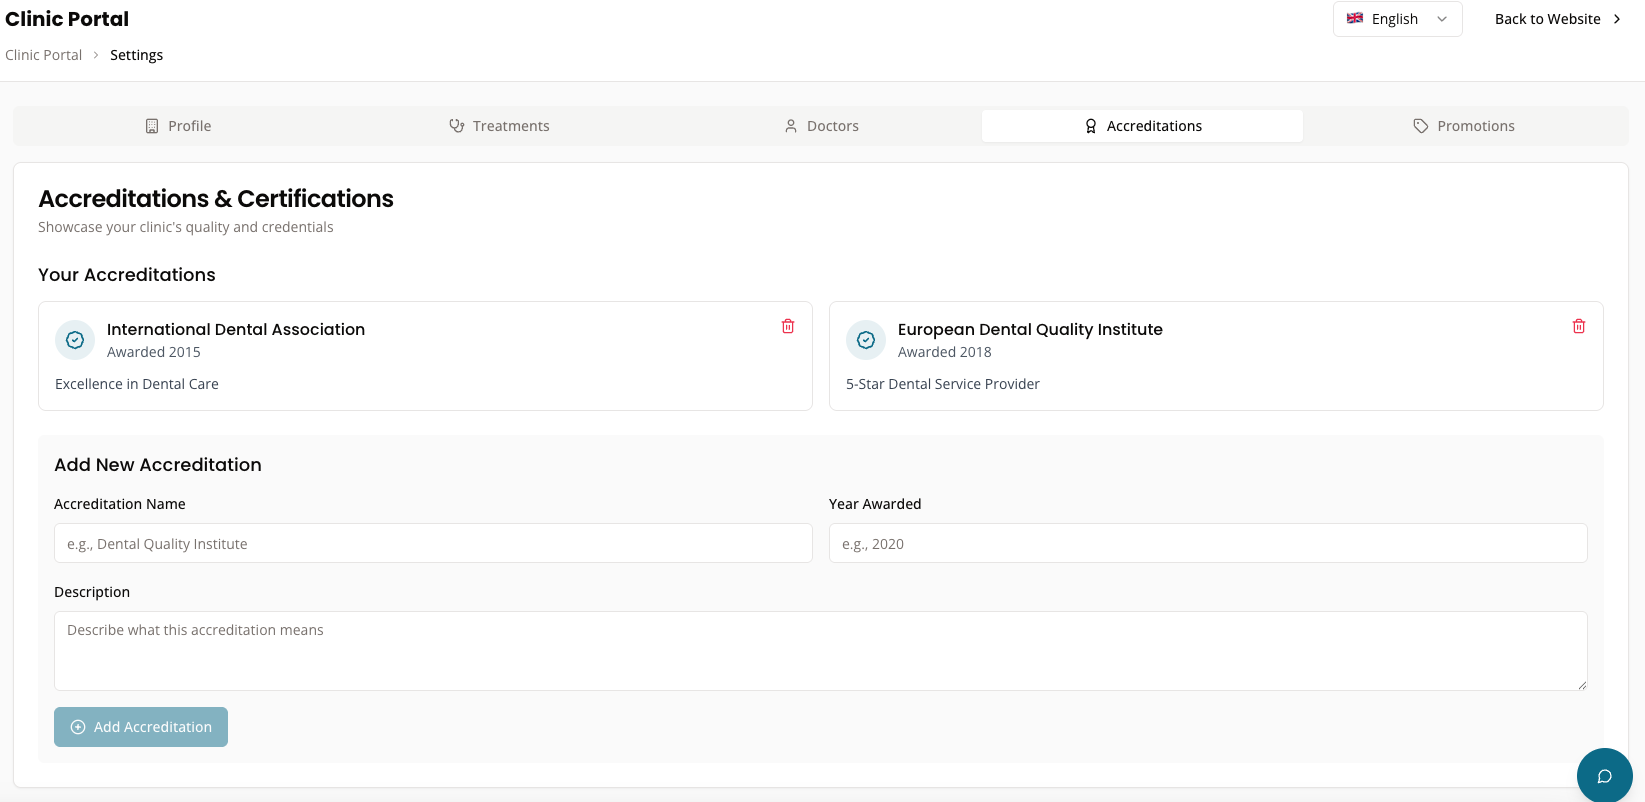 Clinic Portal
English
Back to Website
Clinic Portal > Settings
Profile
Treatments
Doctors
Accreditations
Promotions
Accreditations & Certifications
Showcase your clinic's quality and credentials
Your Accreditations
International Dental Association
Awarded 2015
Excellence in Dental Care
European Dental Quality Institute
Awarded 2018
5-Star Dental Service Provider
Add New Accreditation
Accreditation Name
e.g., Dental Quality Institute
Year Awarded
e.g., 2020
Description
Describe what this accreditation means
Add Accreditation